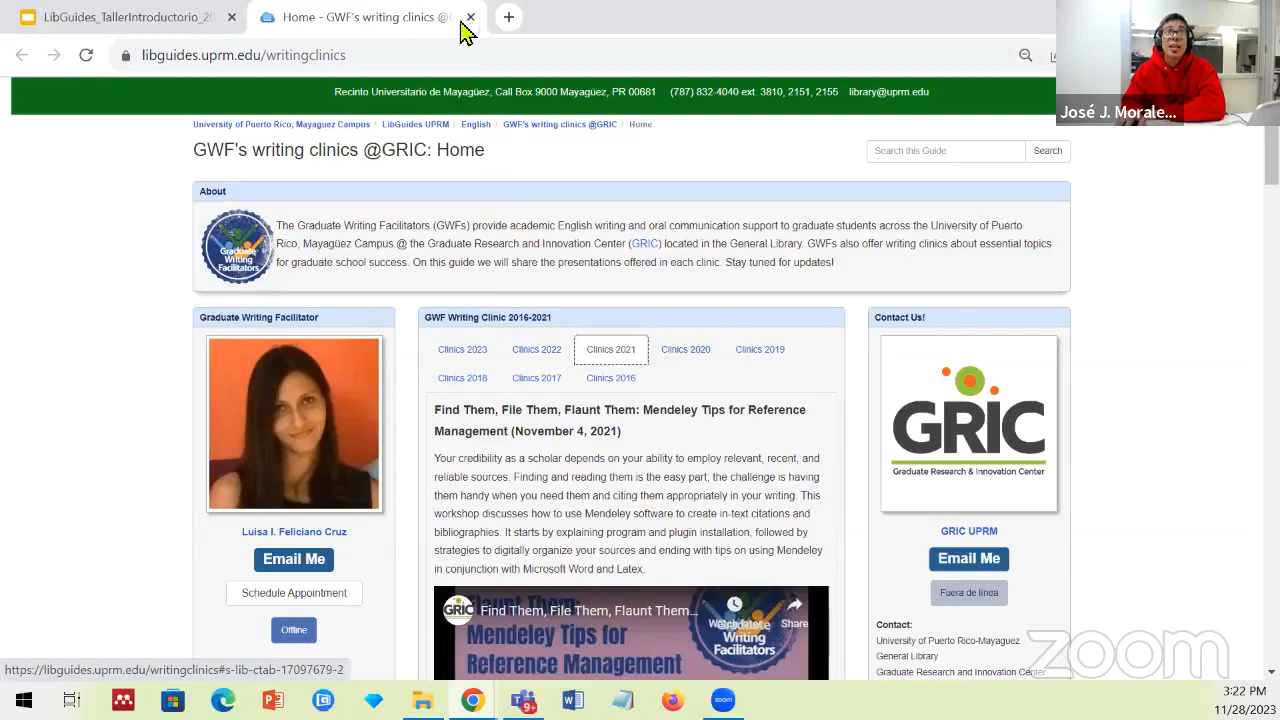 LibGuides_TallerIntroductorio_20
Home - GWF's writing clinics @G
libguides.uprm.edu/writingclinics
Recinto Universitario de Mayagüez, Call Box 9000 Mayagüez, PR 00681 (787) 832-4040 ext. 3810, 2151, 2155 library@uprm.edu
José J. Morale...
University of Puerto Rico, Mayaguez Campus / LibGuides UPRM / English / GWF's writing clinics @GRIC / Home
GWF's writing clinics @GRIC: Home
Search this Guide
Search
About
Graduate
Writing
Facilitators
The Graduate Writing Facilitators (GWFs) provide academic English writing and oral communication support to graduate students across the University of Puerto
Rico, Mayagüez Campus @ the Graduate Research and Innovation Center (GRIC) located in the General Library. GWFs also offer writing clinics about essential topics
for graduate school success. On this guide we will share the presentations offered in each clinic. Stay tuned for updates!
Graduate Writing Facilitator
Luisa I. Feliciano Cruz
Email Me
Schedule Appointment
Offline
GWF Writing Clinic 2016-2021
Clinics 2023 Clinics 2022 Clinics 2021 Clinics 2020 Clinics 2019
Clinics 2018 Clinics 2017 Clinics 2016
Find Them, File Them, Flaunt Them: Mendeley Tips for Reference
Management (November 4, 2021)
Your credibility as a scholar depends on your ability to employ relevant, recent, and
reliable sources. Finding and reading them is the easy part, the challenge is having
them handy when you need them and citing them appropriately in your writing. This
workshop discusses how to use Mendeley software to create in-text citations and
bibliographies. It starts by explaining program and plugin installation, followed by
strategies to digitally organize your sources and ending with tips on using Mendeley
in conjunction with Microsoft Word and Latex.
GRIC
Find Them, File Them, Flaunt Them...
Watch later
Share
Flaunt Them:
Mendeley Tips for
Reference Management
Graduate
Writing
Facilitators
Contact Us!
GRIC
Graduate Research & Innovation Center
GRIC UPRM
Email Me
Fuera de línea
Contact:
University of Puerto Rico-Mayaguez
General Library
Graduate Research and Innovation Center
zoom
https://libguides.uprm.edu/writingclinics#s-lib-ctab-17097679-2
9+
zoom
3:22 PM
11/28/2023